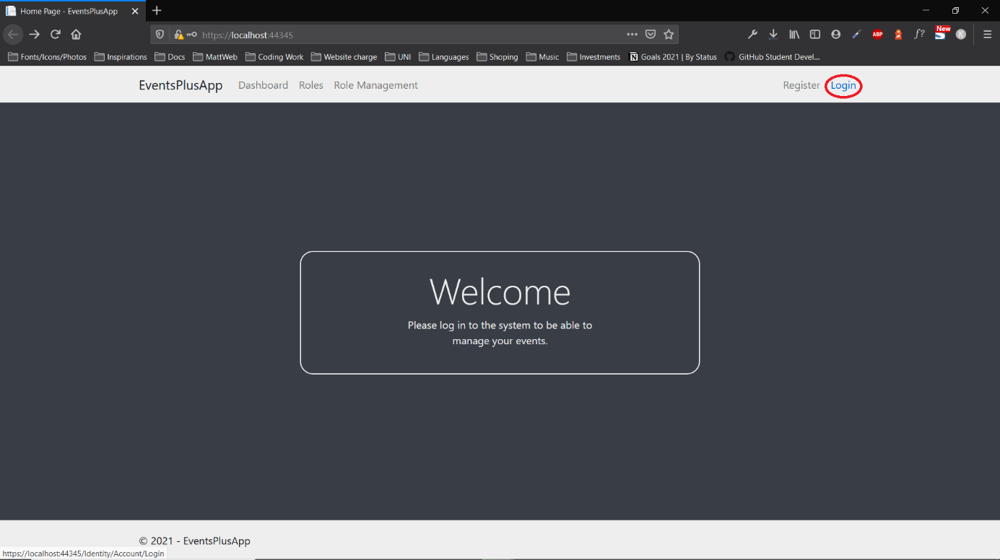 Home Page - EventsPlusApp
https://localhost:44345
ABP
f?
New
S
K
Fonts/Icons/Photos Inspirations Docs MattWeb Coding Work Website charge UNI Languages Shoping Music Investments Goals 2021 | By Status GitHub Student Devel...
EventsPlusApp Dashboard Roles Role Management Register Login
Welcome
Please log in to the system to be able to
manage your events.
© 2021 - EventsPlusApp
https://localhost:44345/Identity/Account/Login